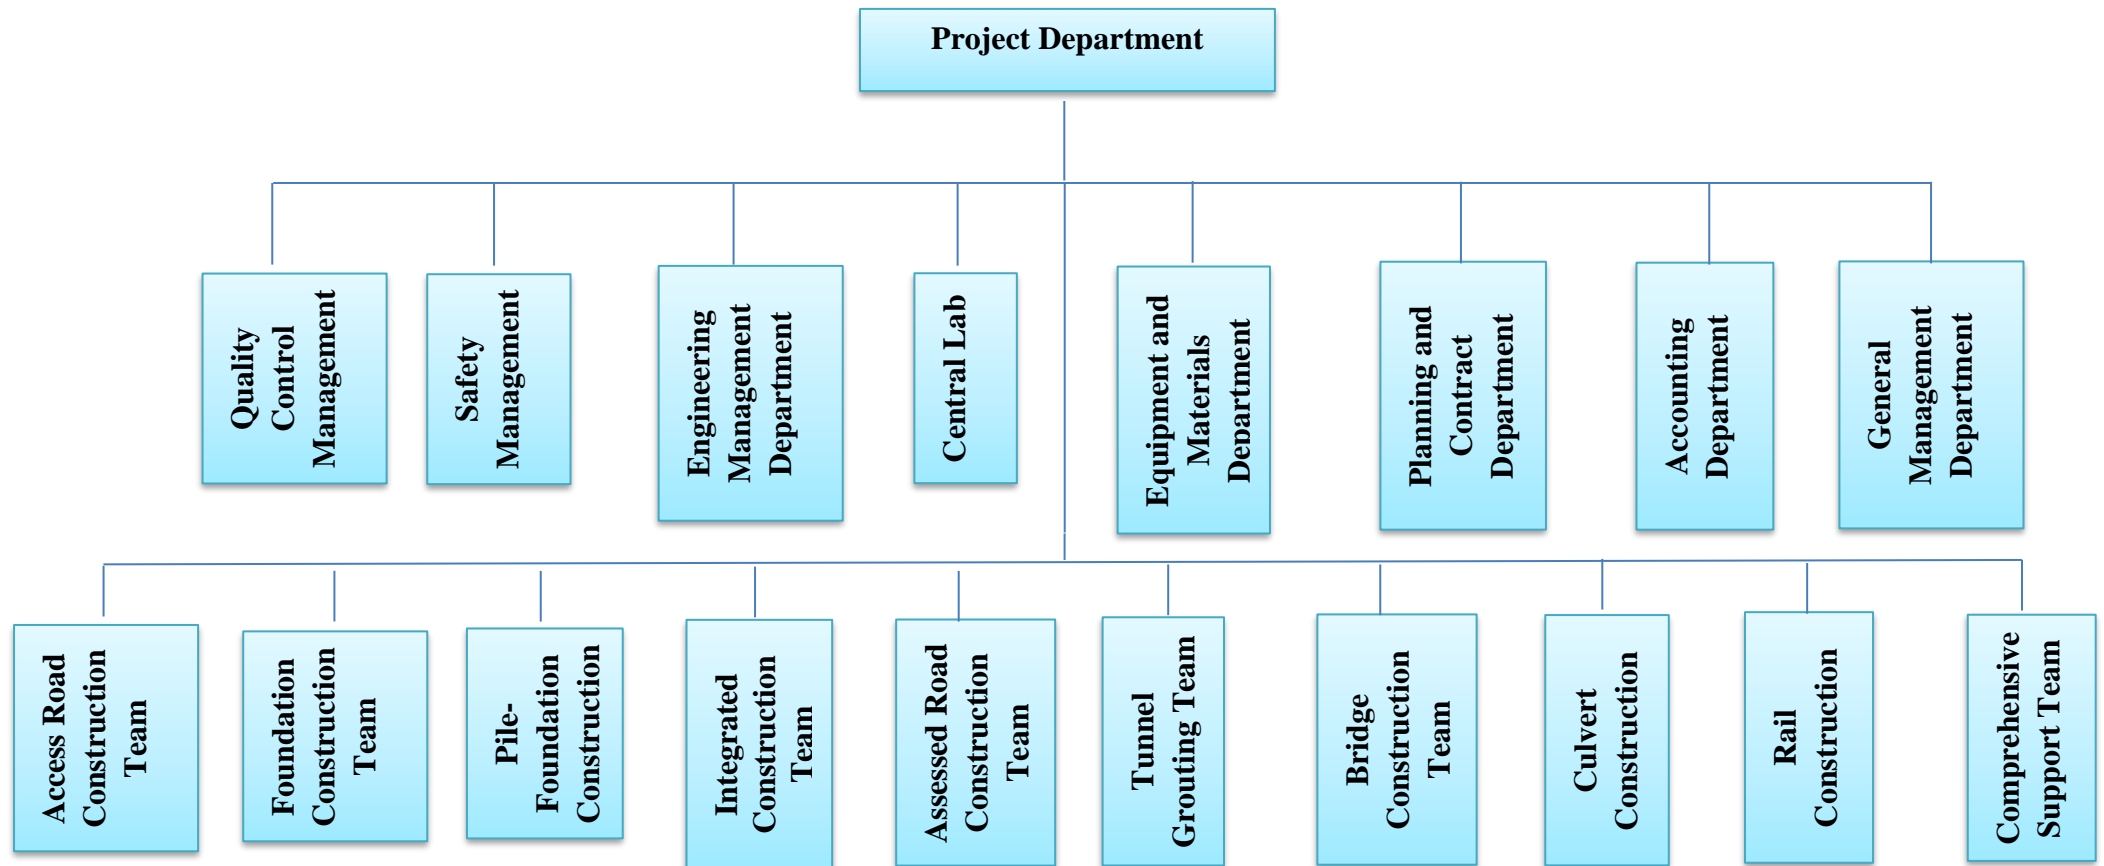 Project Department
Quality
Control
Management
Safety
Management
Engineering
Management
Department
Central Lab
Equipment and
Materials
Department
Planning and
Contract
Department
Accounting
Department
General
Management
Department
Access Road
Construction
Team
Foundation
Construction
Team
Pile-
Foundation
Construction
Integrated
Construction
Team
Assessed Road
Construction
Team
Tunnel
Grouting Team
Bridge
Construction
Team
Culvert
Construction
Rail
Construction
Comprehensive
Support Team